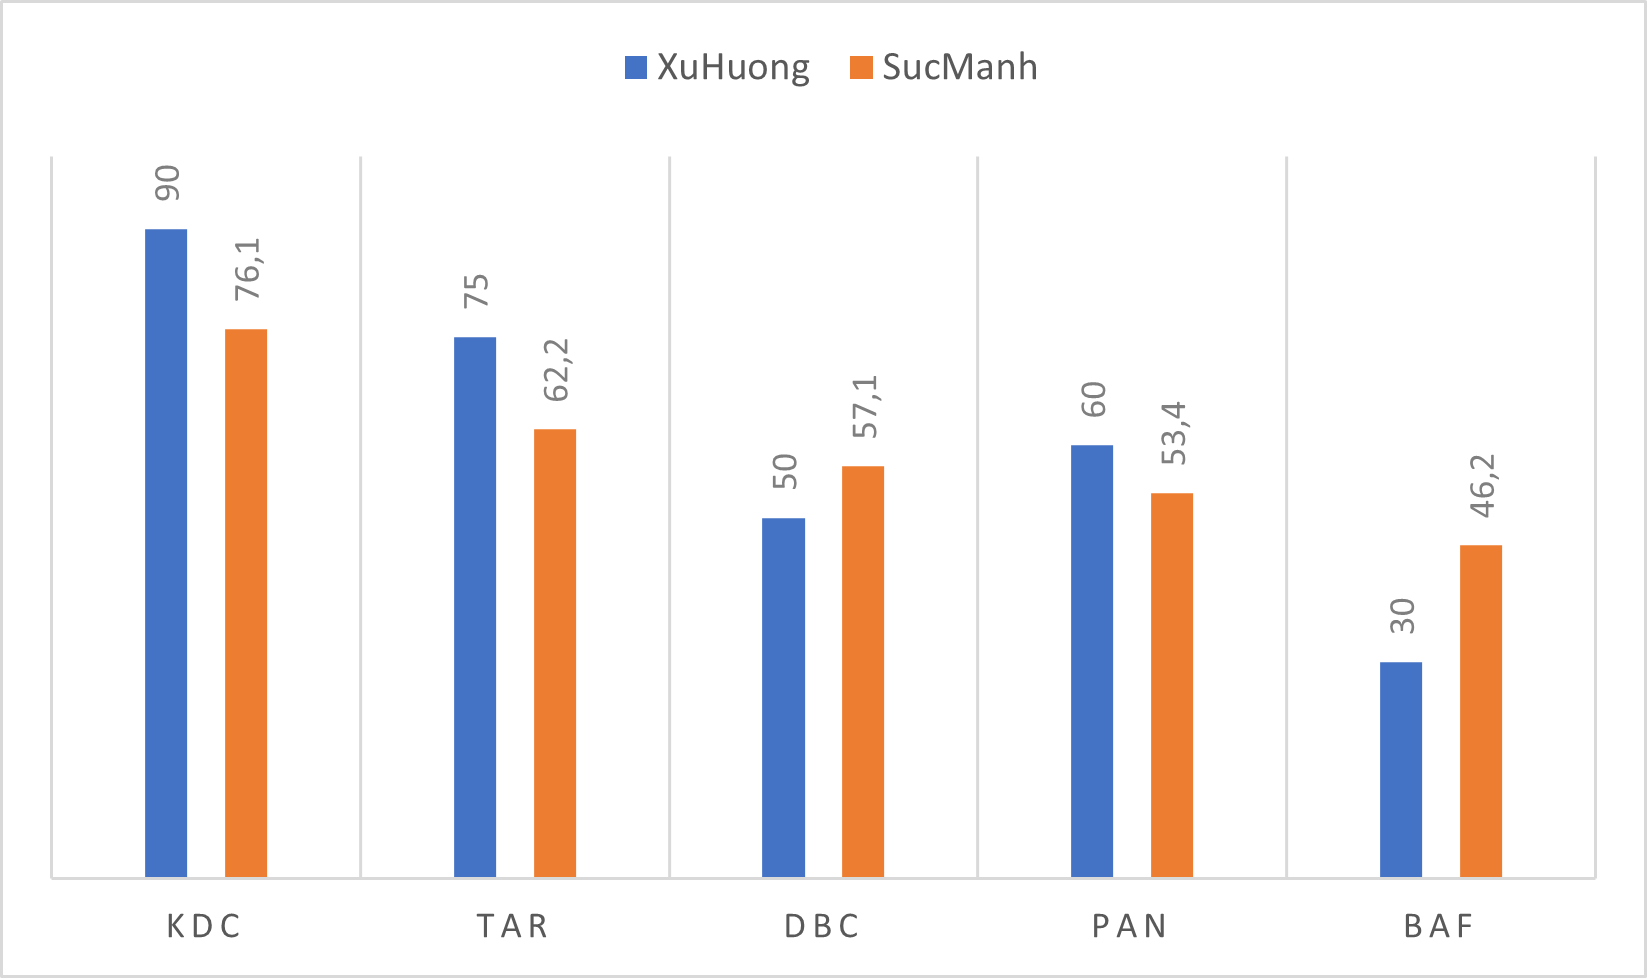 XuHuong SucManh
90 76,1 75 62,2 50 57,1 60 53,4 30 46,2
KDC TAR DBC PAN BAF